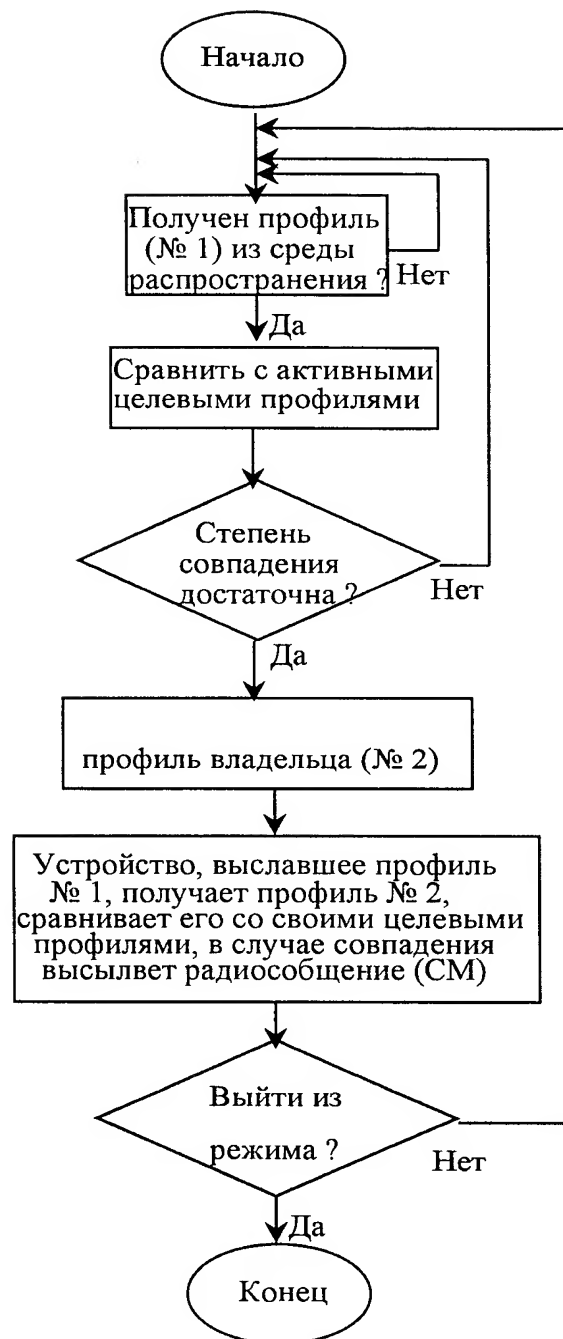 Начало
Получен профиль
(№ 1) из среды
распространения ?
Нет
Да
Сравнить с активными
целевыми профилями
Степень
совпадения
достаточна ?
Нет
Да
профиль владельца (№ 2)
Устройство, выславшее профиль
№ 1, получает профиль № 2,
сравнивает его со своими целевыми
профилями, в случае совпадения
высылвет радиособщение (СМ)
Выйти из
режима ?
Нет
Да
Конец